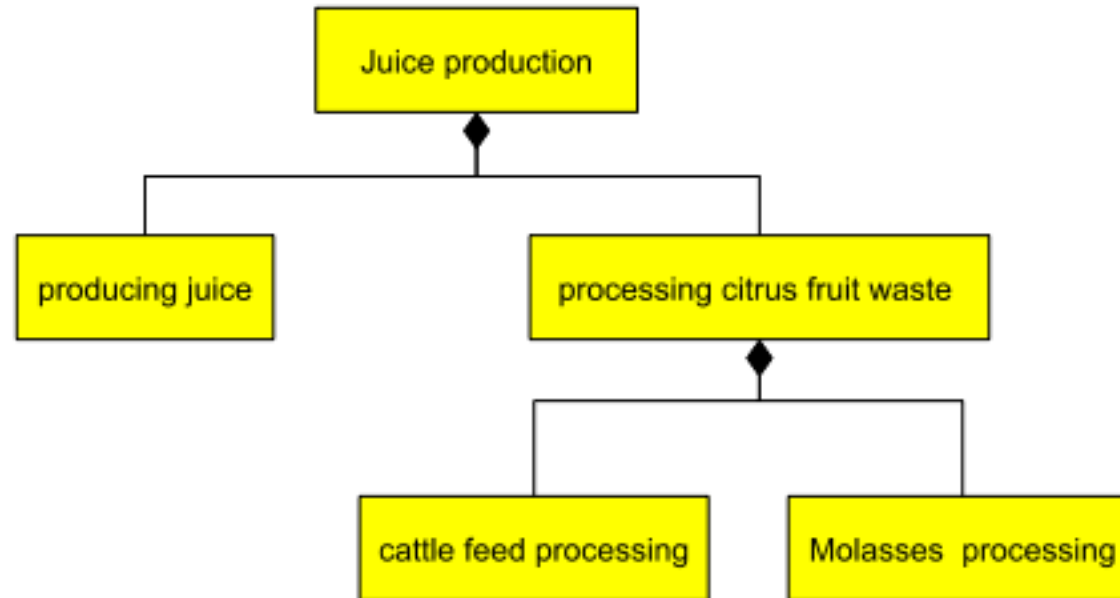 Juice production
producing juice
processing citrus fruit waste
cattle feed processing
Molasses processing